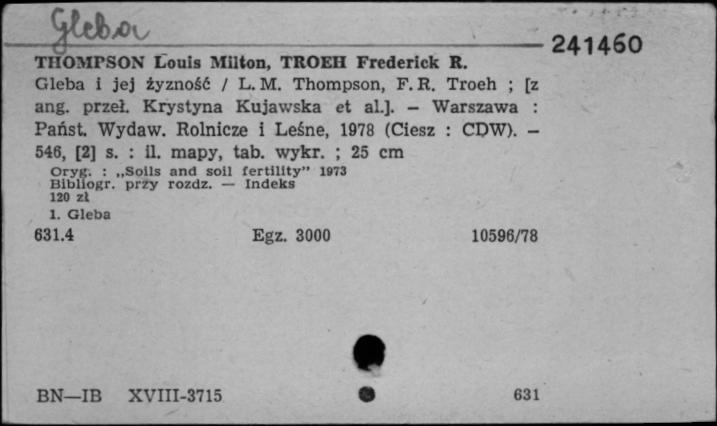 Gleba
241460
THOMPSON Louis Milton, TROEH Frederick R.
Gleba i jej żyzność / L. M. Thompson, F. R. Troeh ; [z
ang. przeł. Krystyna Kujawska et al.]. — Warszawa :
Państ. Wydaw. Rolnicze i Leśne, 1978 (Ciesz : CDW). —
546, [2] s. : il. mapy, tab. wykr. ; 25 cm
Oryg. : „Soils and soil fertility” 1973
Bibliogr. przy rozdz. — Indeks
120 zł
1. Gleba
631.4 Egz. 3000 10596/78
BN—IB XVIII-3715 631